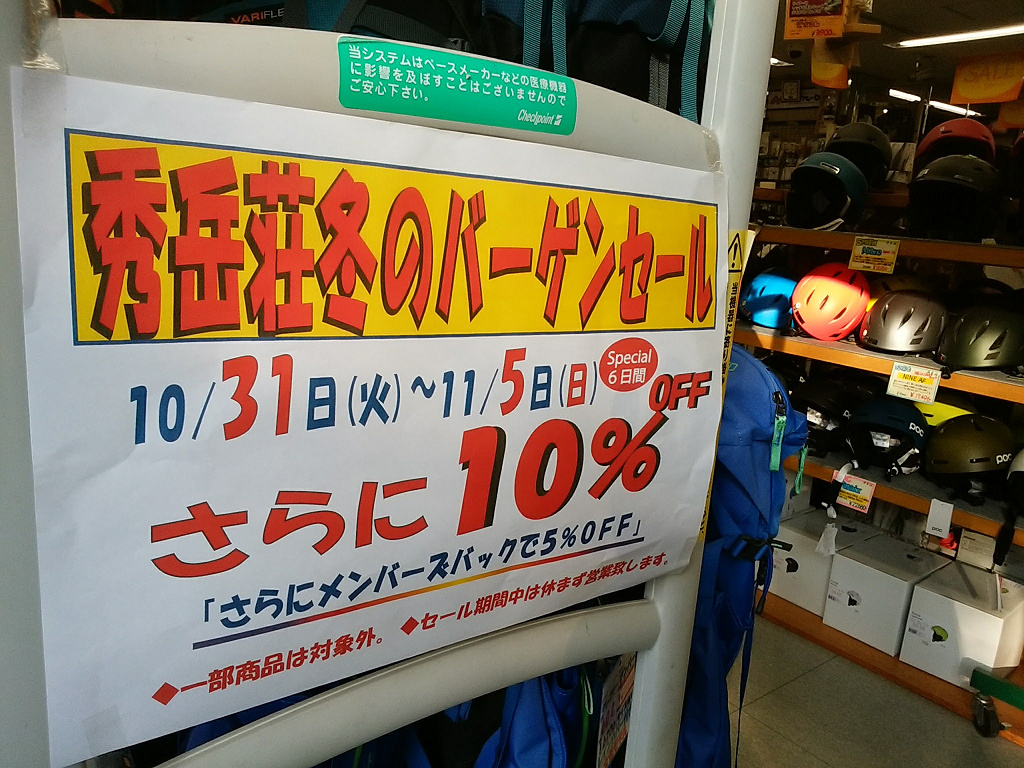 VARIFLE
当システムはペースメーカーなどの医療機器
に影響を及ぼすことはございませんので
ご安心下さい。
Checkpoint
秀岳荘冬のバーゲンセール
10/31日(火)~11/5日(日)
Special
6日間
さらに10%OFF
「さらにメンバーズバックで5%OFF」
◆一部商品は対象外。 ◆セール期間中は休まず営業致します。
NINE AF
POC
POC